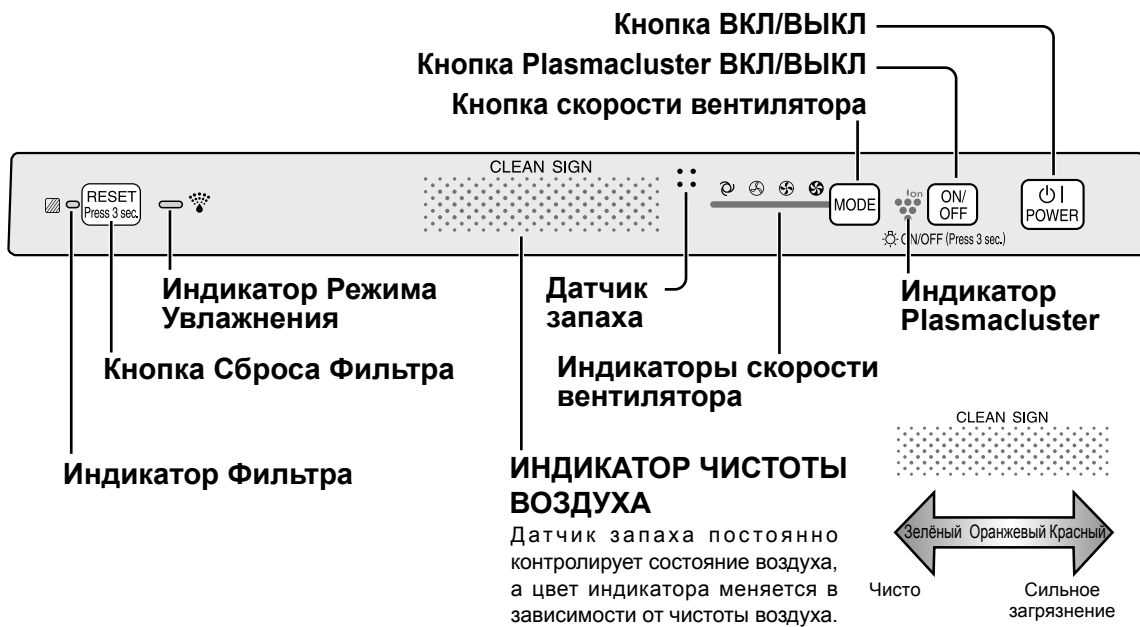 Кнопка ВКЛ/ВЫКЛ
Кнопка Plasmacluster ВКЛ/ВЫКЛ
Кнопка скорости вентилятора
CLEAN SIGN
RESET
Press 3 sec.
MODE
ion
ON/
OFF
POWER
ON/OFF (Press 3 sec.)
Индикатор Режима
Увлажнения
Датчик
запаха
Индикатор
Plasmacluster
Кнопка Сброса Фильтра
Индикаторы скорости
вентилятора
Индикатор Фильтра
ИНДИКАТОР ЧИСТОТЫ
ВОЗДУХА
Датчик запаха постоянно
контролирует состояние воздуха,
а цвет индикатора меняется в
зависимости от чистоты воздуха.
CLEAN SIGN
Зелёный Оранжевый Красный
Чисто
Сильное
загрязнение